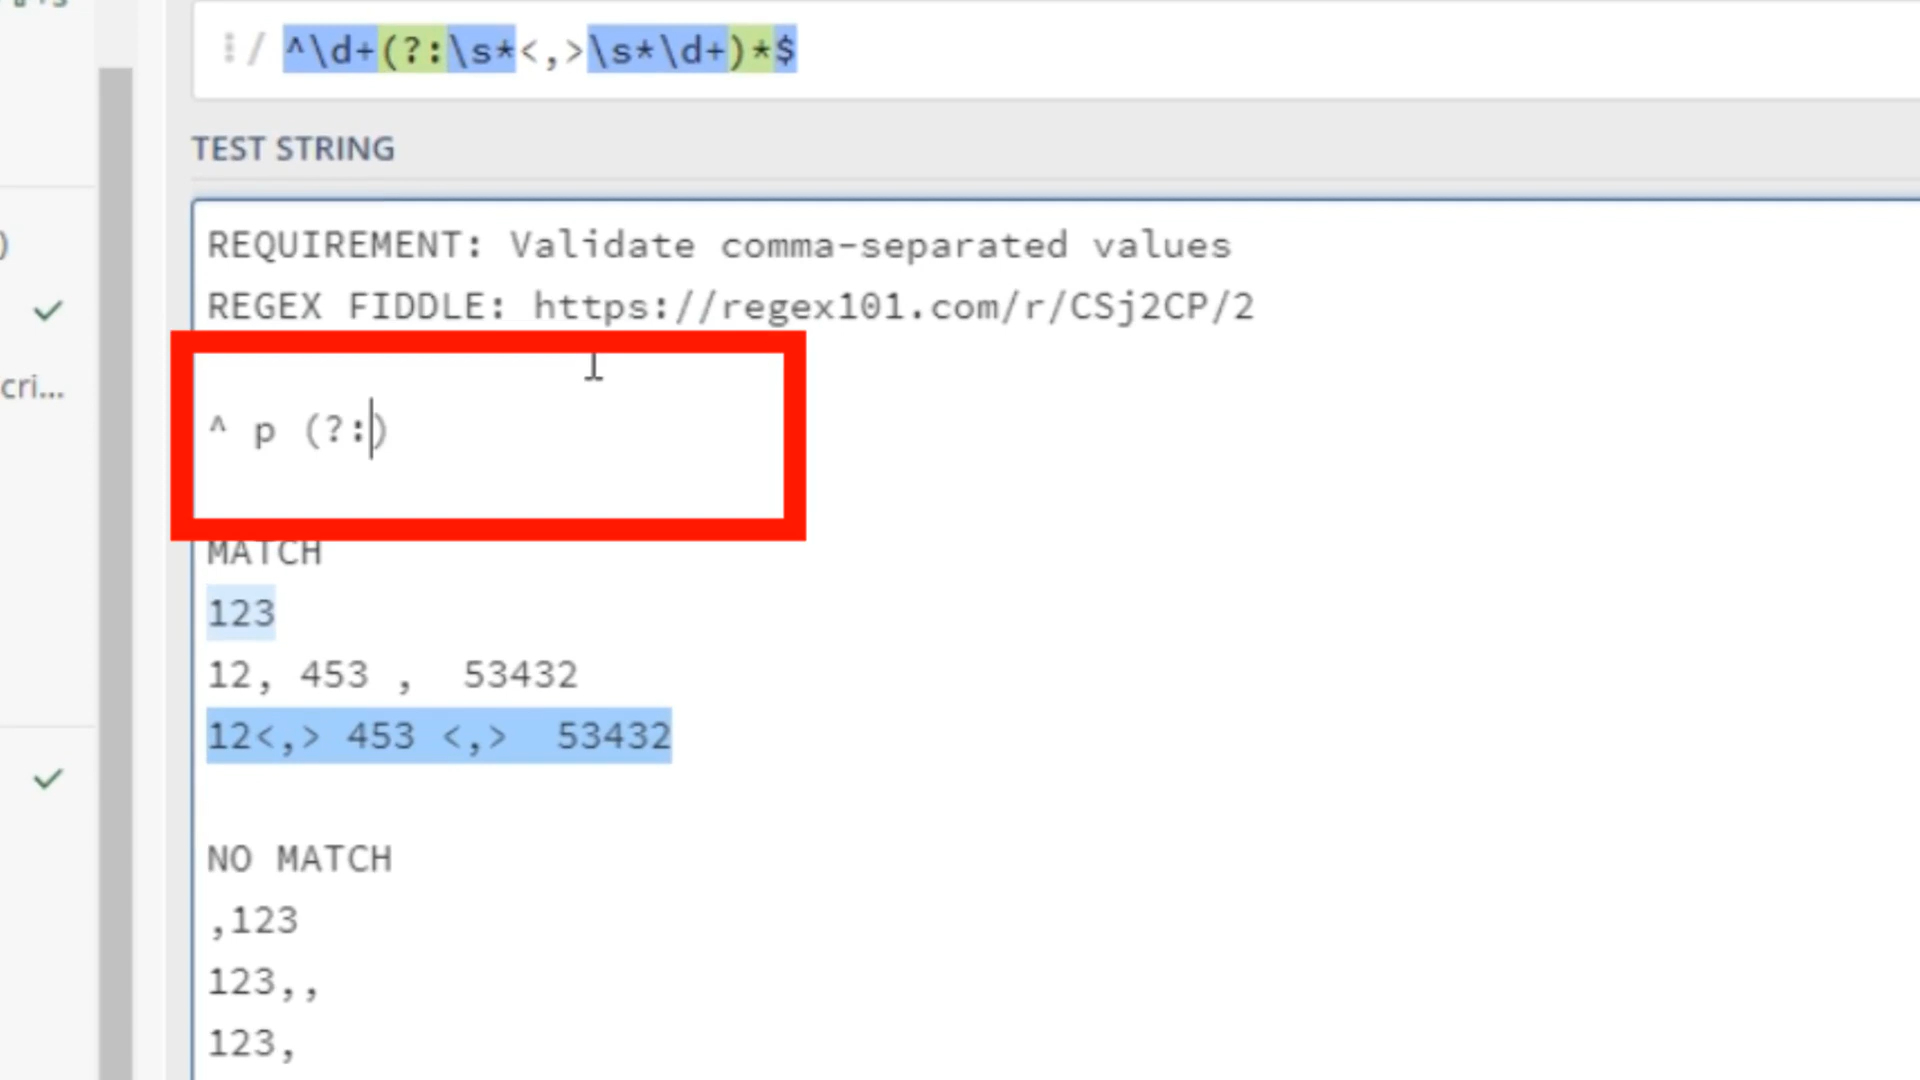 / ^\d+(?:\s*<,>\s*\d+)*$
TEST STRING
REQUIREMENT: Validate comma-separated values
)
REGEX FIDDLE: https://regex101.com/r/CSj2CP/2
cri...
^ p (?:)
MATCH
123
12, 453 ,  53432
12<,> 453 <,>  53432
NO MATCH
,123
123,,
123,